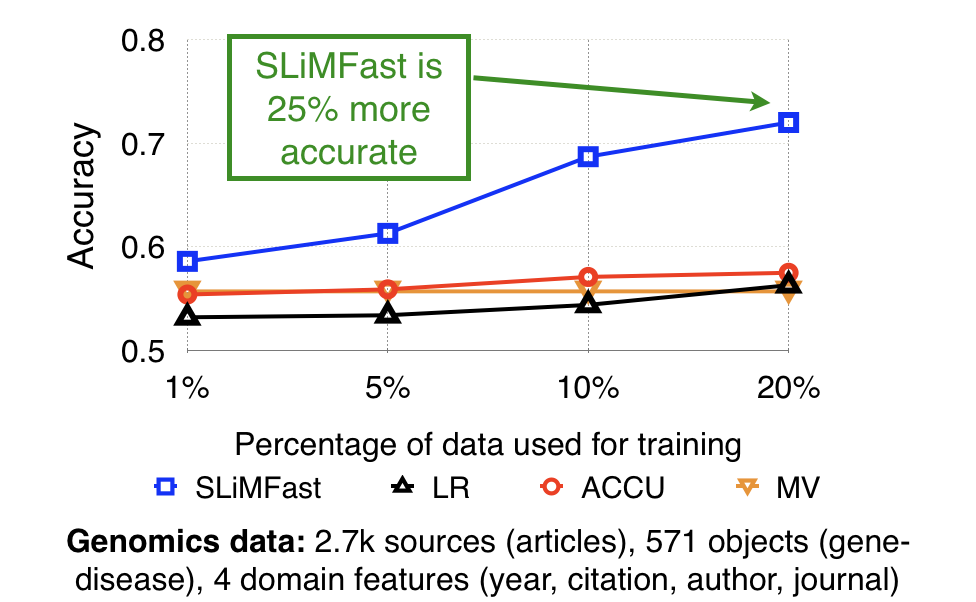 0.8
SLiMFast is
25% more
accurate
0.7
Accuracy
0.6
0.5
1% 5% 10% 20%
Percentage of data used for training
SLiMFast LR ACCU MV
Genomics data: 2.7k sources (articles), 571 objects (gene-
disease), 4 domain features (year, citation, author, journal)